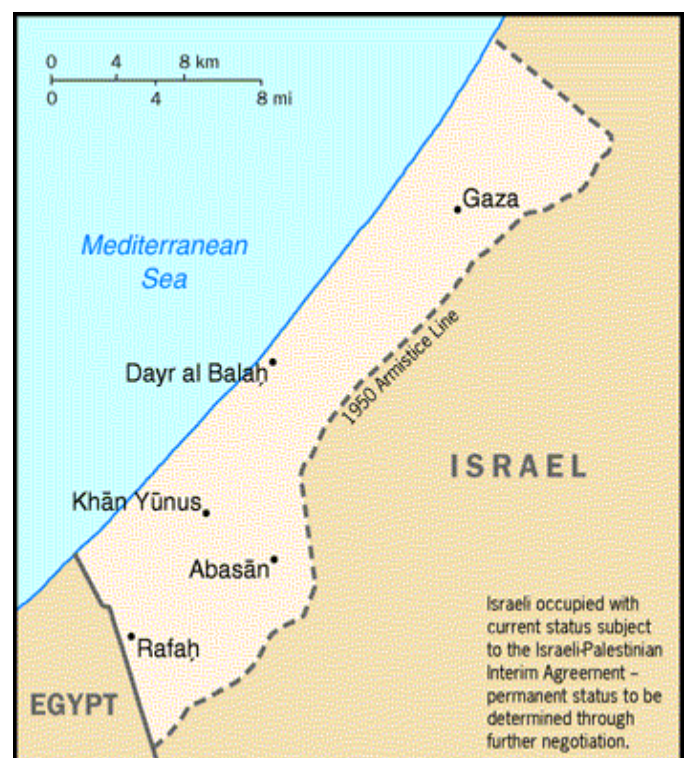 0 4 8 km
0 4 8 mi
Gaza
Mediterranean
Sea
1950 Armistice Line
Dayr al Balaḩ
ISRAEL
Khān Yūnus
Abasān
Israeli occupied with
current status subject
to the Israeli-Palestinian
Interim Agreement –
permanent status to be
determined through
further negotiation.
Rafaḩ
EGYPT